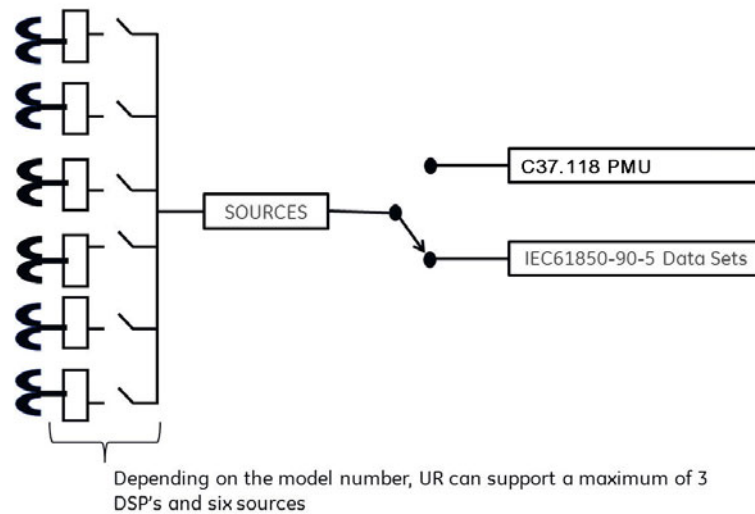 C37.118 PMU
SOURCES
IEC61850-90-5 Data Sets
Depending on the model number, UR can support a maximum of 3
DSP's and six sources